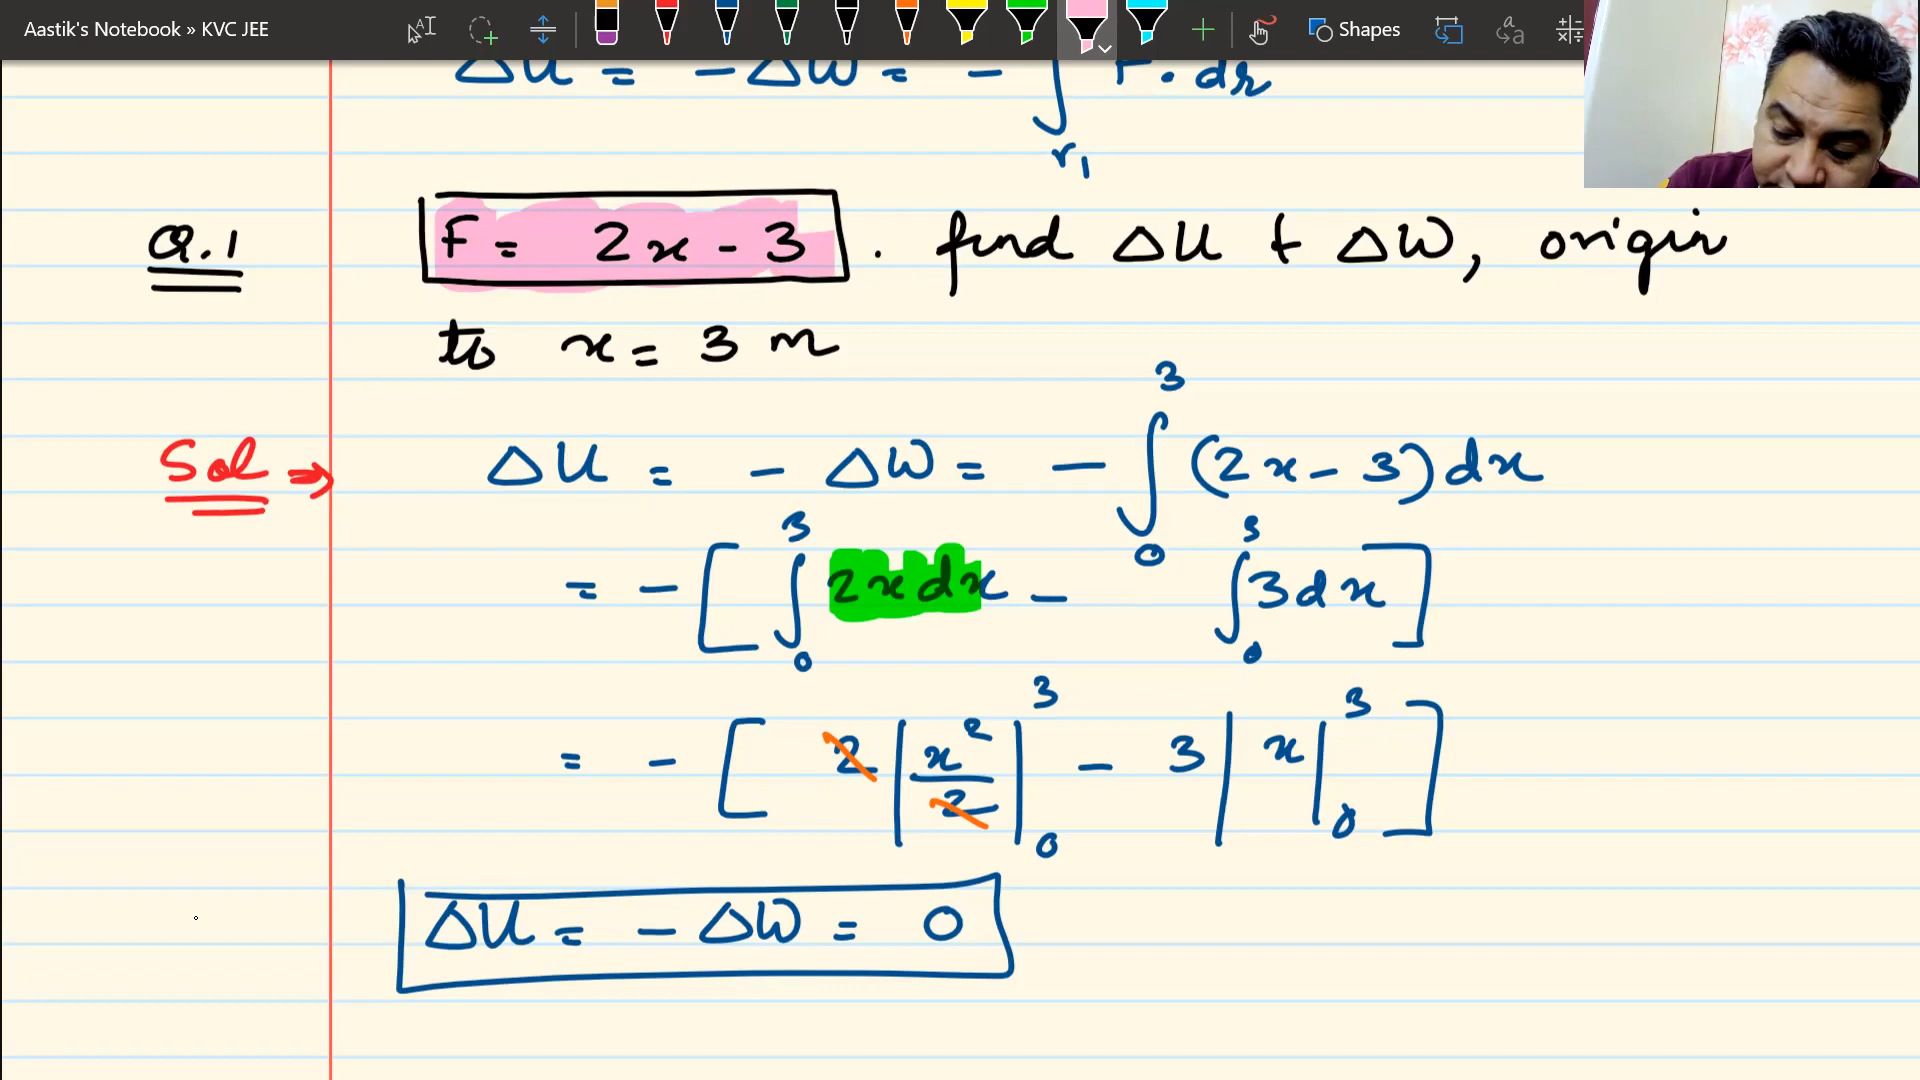 Aastik's Notebook » KVC JEE
Shapes
ΔU = - ΔW = - ∫ F . dr
r₁
Q.1 F = 2x - 3 . find ΔU & ΔW, origin
to x = 3 m
Sol ⇒ ΔU = - ΔW = - ∫₀³ (2x - 3) dx
= - [ ∫₀³ 2x dx - ∫₀³ 3 dx ]
= - [ 2 | x²/2 |₀³ - 3 | x |₀³ ]
ΔU = - ΔW = 0